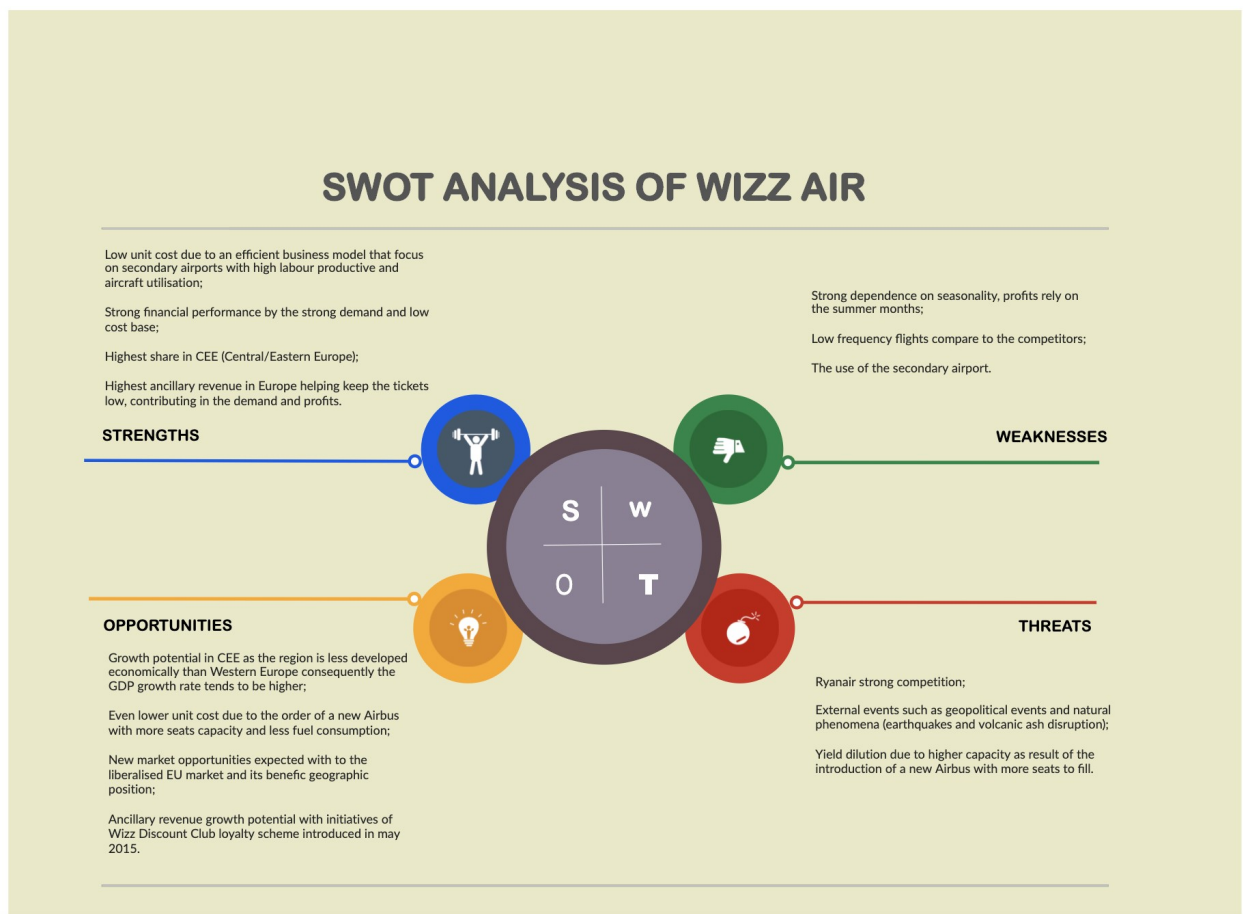 SWOT ANALYSIS OF WIZZ AIR
Low unit cost due to an efficient business model that focus
on secondary airports with high labour productive and
aircraft utilisation;
Strong financial performance by the strong demand and low
cost base;
Highest share in CEE (Central/Eastern Europe);
Highest ancillary revenue in Europe helping keep the tickets
low, contributing in the demand and profits.
STRENGTHS
Strong dependence on seasonality, profits rely on
the summer months;
Low frequency flights compare to the competitors;
The use of the secondary airport.
WEAKNESSES
S
w
O
T
OPPORTUNITIES
Growth potential in CEE as the region is less developed
economically than Western Europe consequently the
GDP growth rate tends to be higher;
Even lower unit cost due to the order of a new Airbus
with more seats capacity and less fuel consumption;
New market opportunities expected with to the
liberalised EU market and its benefic geographic
position;
Ancillary revenue growth potential with initiatives of
Wizz Discount Club loyalty scheme introduced in may
2015.
THREATS
Ryanair strong competition;
External events such as geopolitical events and natural
phenomena (earthquakes and volcanic ash disruption);
Yield dilution due to higher capacity as result of the
introduction of a new Airbus with more seats to fill.